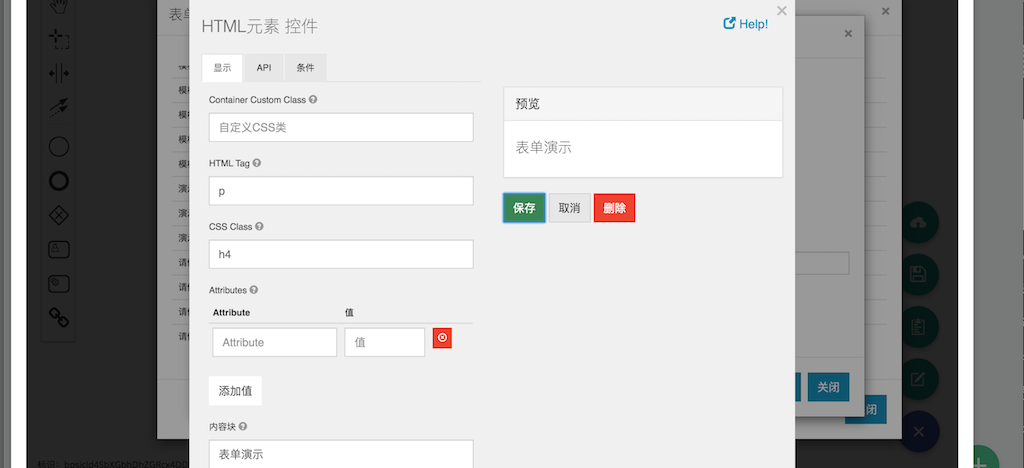 表单
HTML元素 控件
Help!
显示
API
条件
Container Custom Class
自定义CSS类
预览
表单演示
HTML Tag
p
保存
取消
删除
CSS Class
h4
Attributes
Attribute
值
Attribute
值
添加值
内容块
表单演示
关闭
闭